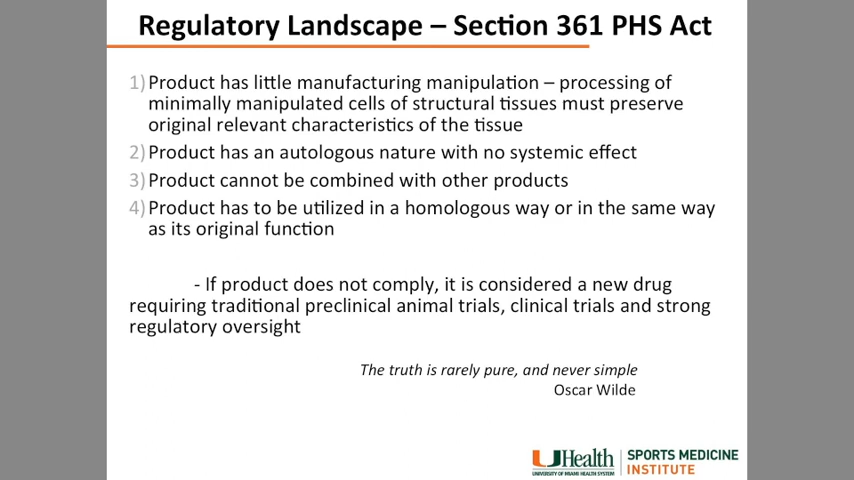 Regulatory Landscape – Section 361 PHS Act
1) Product has little manufacturing manipulation – processing of
minimally manipulated cells of structural tissues must preserve
original relevant characteristics of the tissue
2) Product has an autologous nature with no systemic effect
3) Product cannot be combined with other products
4) Product has to be utilized in a homologous way or in the same way
as its original function
- If product does not comply, it is considered a new drug
requiring traditional preclinical animal trials, clinical trials and strong
regulatory oversight
The truth is rarely pure, and never simple
Oscar Wilde
UHealth
UNIVERSITY OF MIAMI HEALTH SYSTEM
SPORTS MEDICINE
INSTITUTE